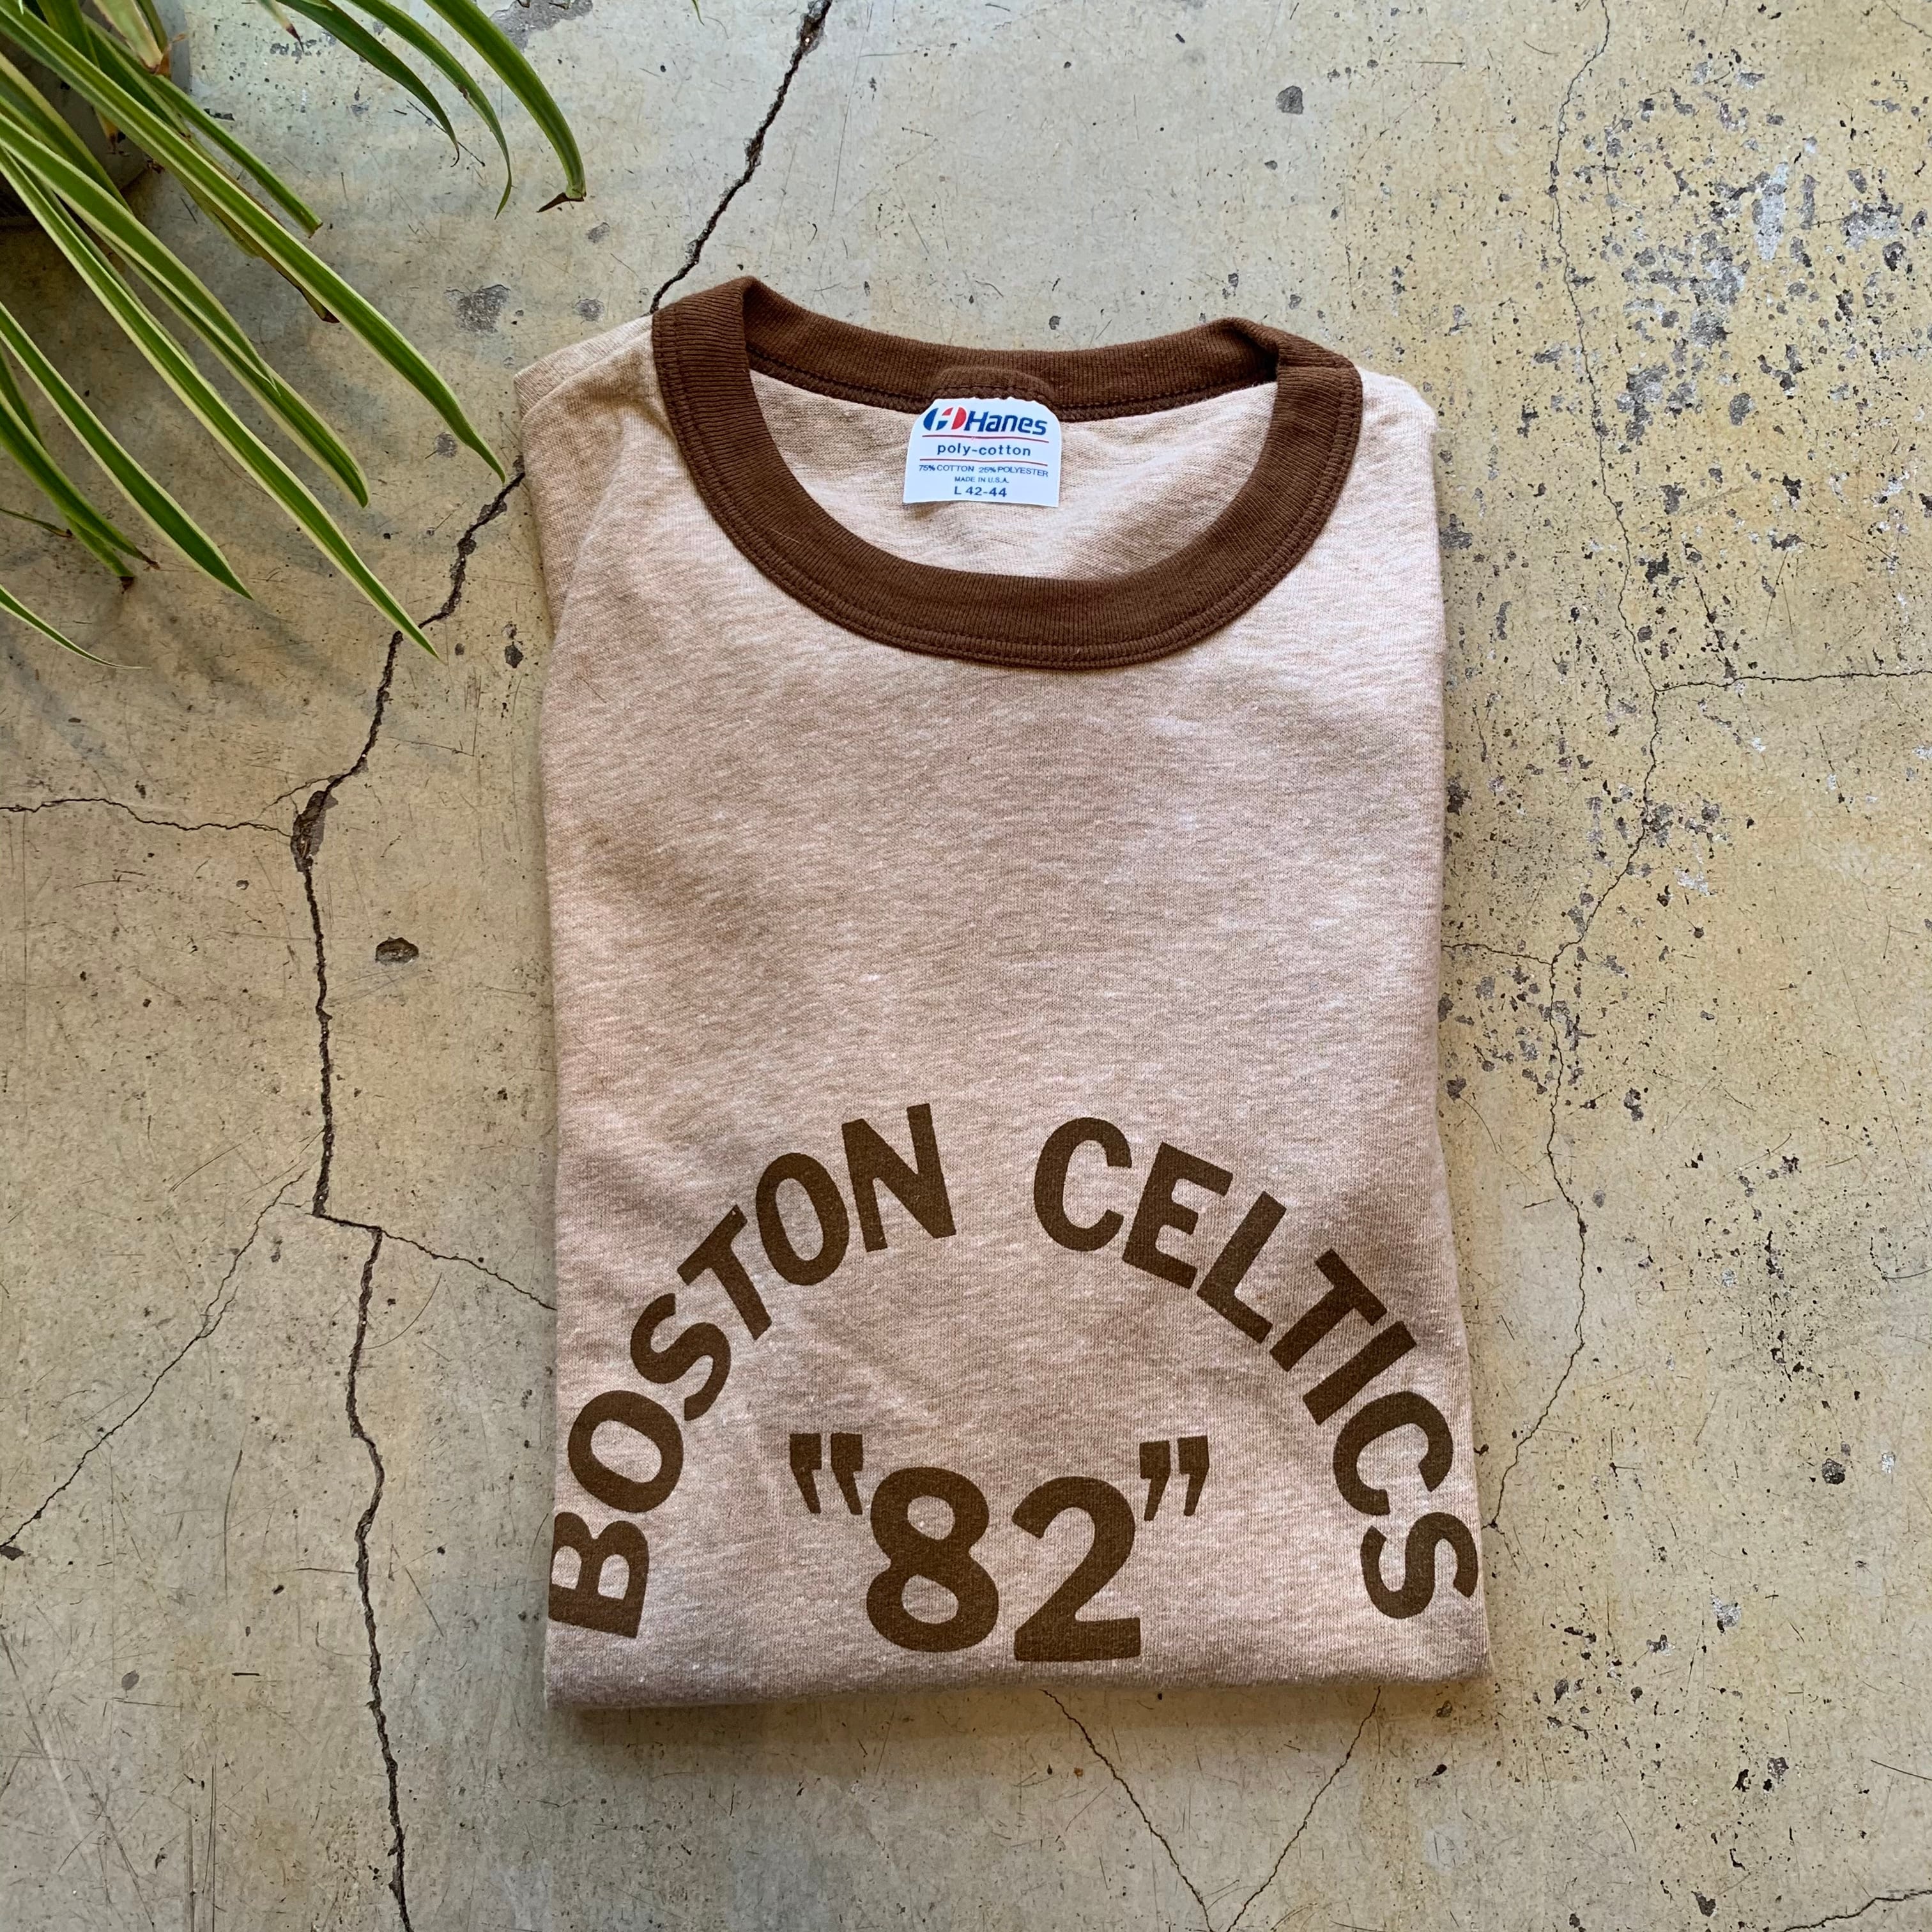 Hanes
poly-cotton
75% COTTON 25% POLYESTER
MADE IN U.S.A.
L 42-44
BOSTON CELTICS
"82"